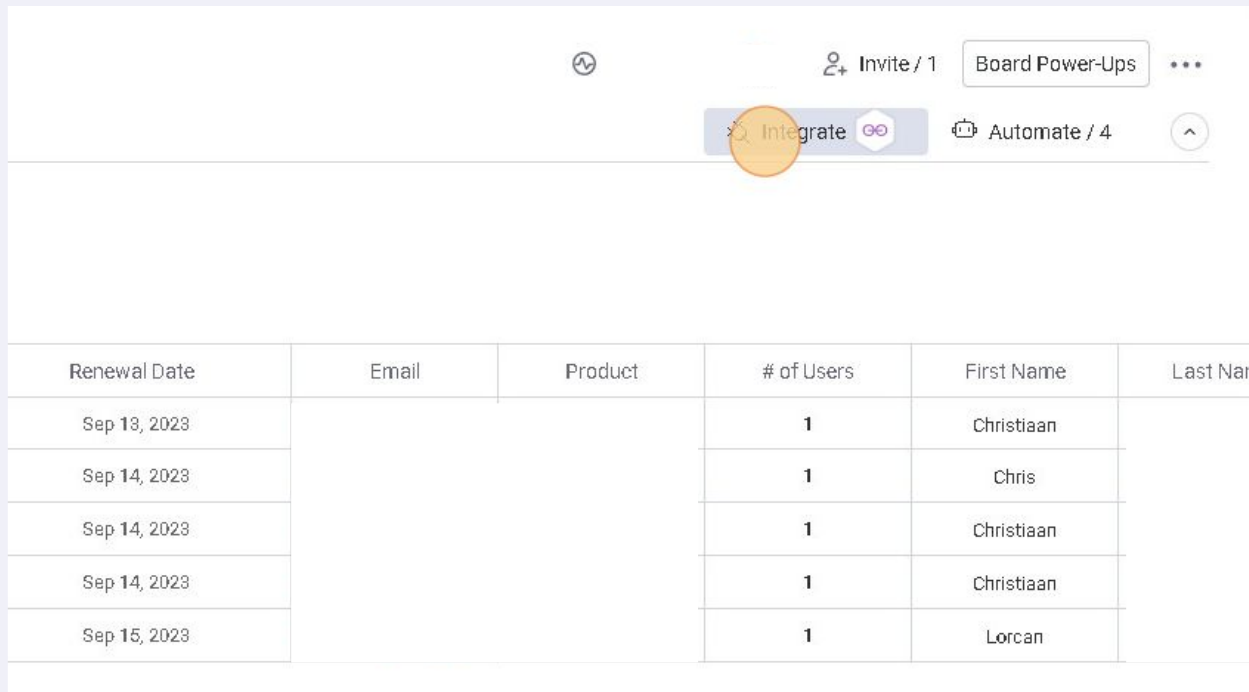 Invite / 1 Board Power-Ups
Integrate Automate / 4
Renewal Date Email Product # of Users First Name Last Nar
Sep 13, 2023 1 Christiaan
Sep 14, 2023 1 Chris
Sep 14, 2023 1 Christiaan
Sep 14, 2023 1 Christiaan
Sep 15, 2023 1 Lorcan